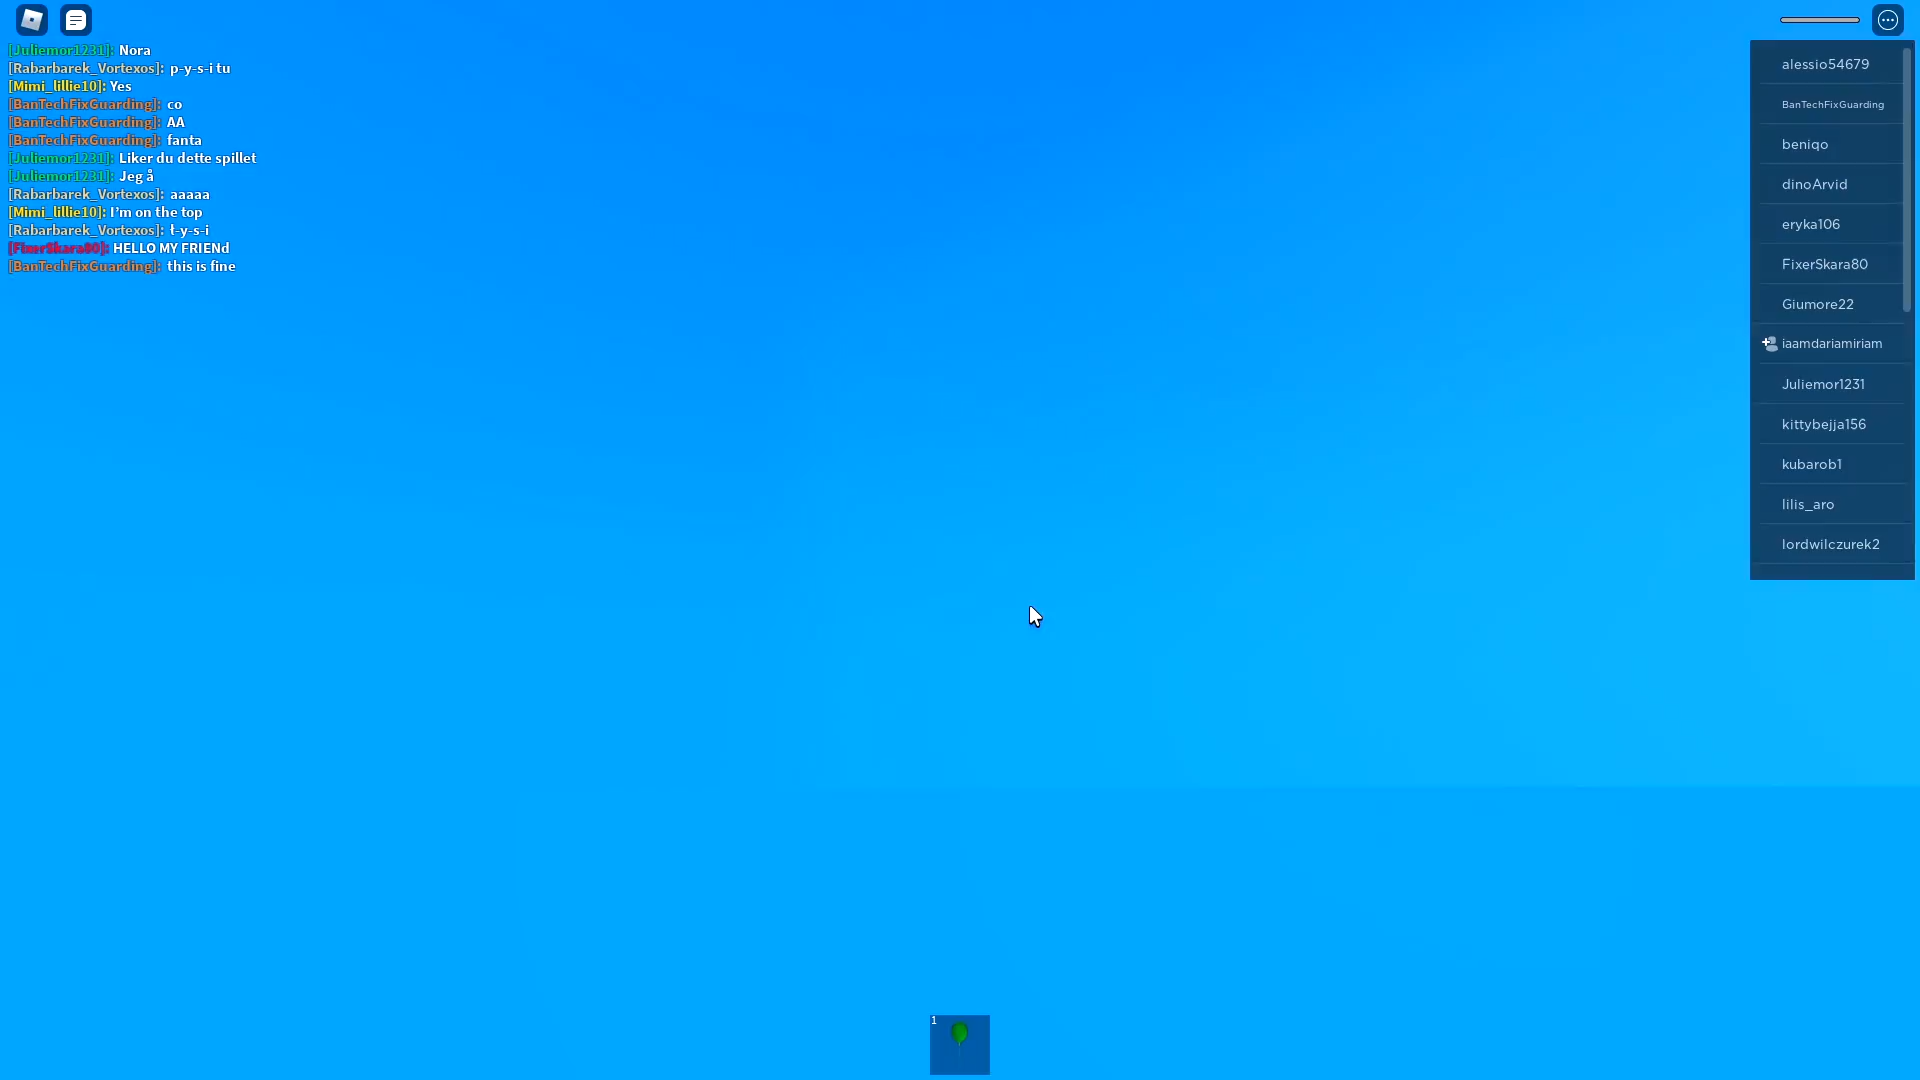 [Juliemor1231]: Nora
[Rabarbarek_Vortexos]: p-y-s-i tu
[Mimi_lillie10]: Yes
[BanTechFixGuarding]: co
[BanTechFixGuarding]: AA
[BanTechFixGuarding]: fanta
[Juliemor1231]: Liker du dette spillet
[Juliemor1231]: Jeg å
[Rabarbarek_Vortexos]: aaaaa
[Mimi_lillie10]: I'm on the top
[Rabarbarek_Vortexos]: ł-y-s-i
[FixerSkara80]: HELLO MY FRIENd
[BanTechFixGuarding]: this is fine
alessio54679
BanTechFixGuarding
beniqo
dinoArvid
eryka106
FixerSkara80
Giumore22
iaamdariamiriam
Juliemor1231
kittybejja156
kubarob1
lilis_aro
lordwilczurek2
1